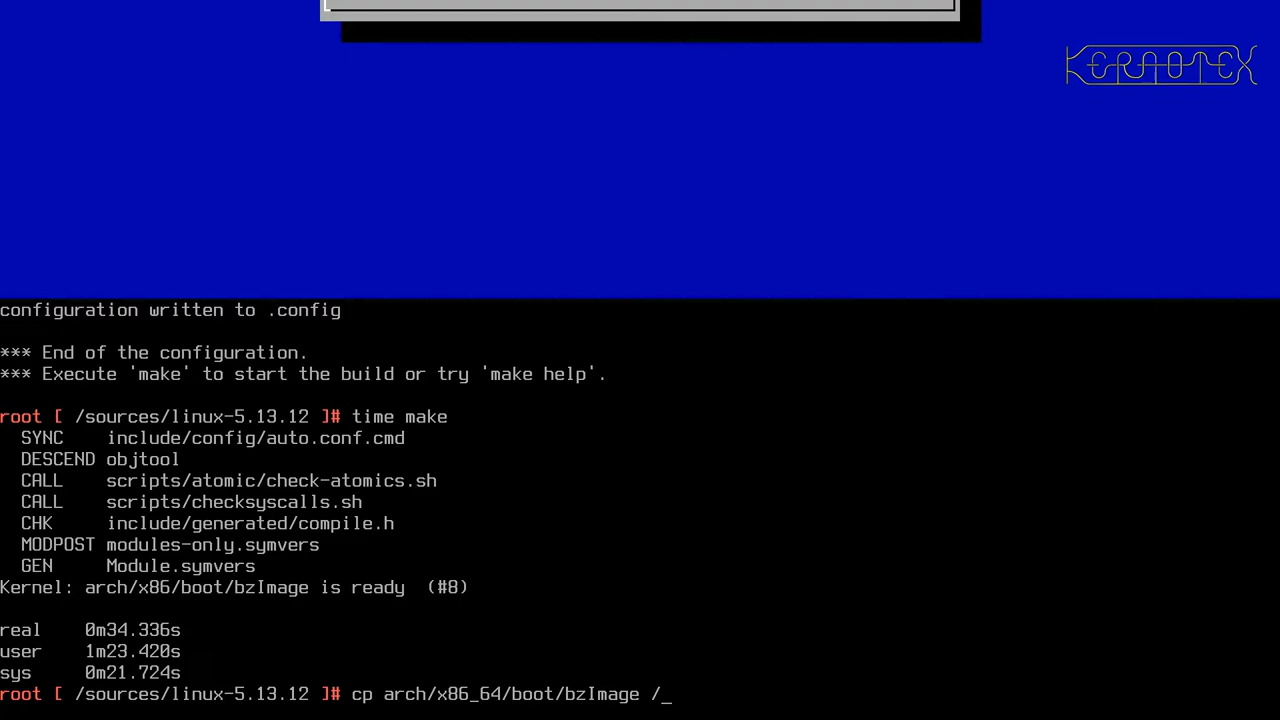 KERNOTEX
configuration written to .config
*** End of the configuration.
*** Execute 'make' to start the build or try 'make help'.
root [ /sources/linux-5.13.12 ]# time make
  SYNC    include/config/auto.conf.cmd
  DESCEND objtool
  CALL    scripts/atomic/check-atomics.sh
  CALL    scripts/checksyscalls.sh
  CHK     include/generated/compile.h
  MODPOST modules-only.symvers
  GEN     Module.symvers
Kernel: arch/x86/boot/bzImage is ready  (#8)
real    0m34.336s
user    1m23.420s
sys     0m21.724s
root [ /sources/linux-5.13.12 ]# cp arch/x86_64/boot/bzImage /_